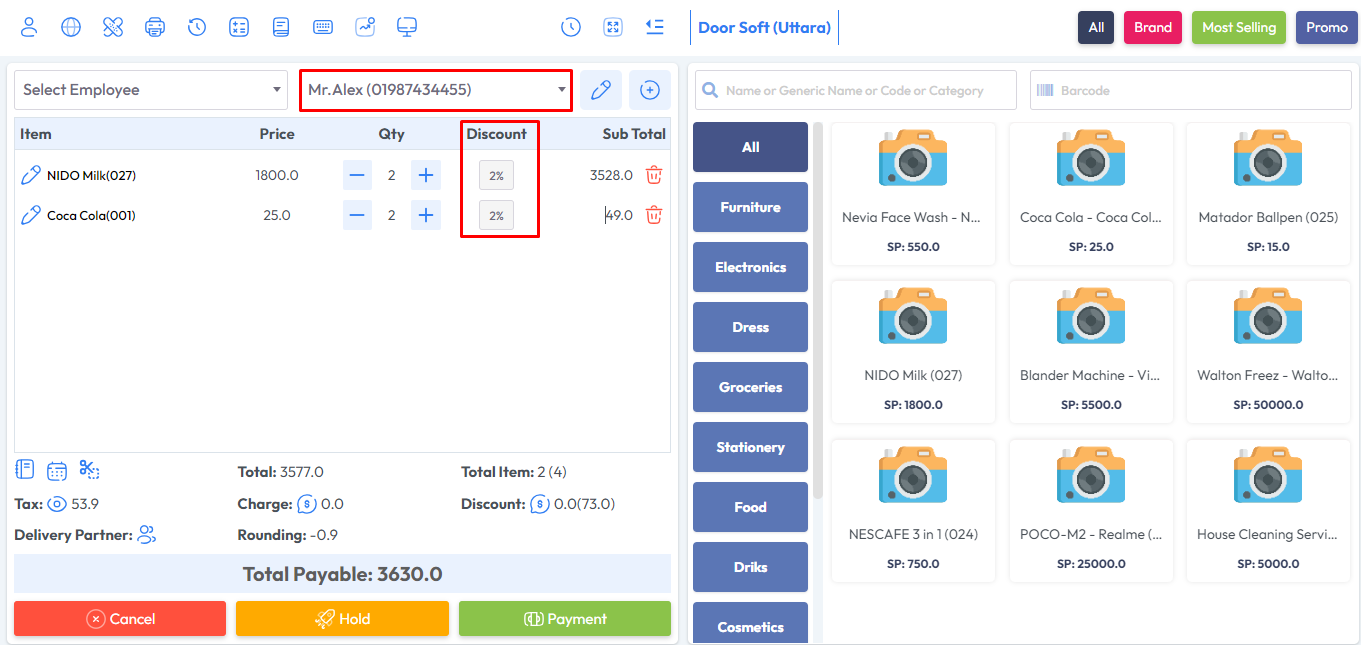 Door Soft (Uttara)
All
Brand
Most Selling
Promo
Select Employee
Mr.Alex (01987434455)
Item Price Qty Discount Sub Total
NIDO Milk(027) 1800.0 2 2% 3528.0
Coca Cola(001) 25.0 2 2% 49.0
Total: 3577.0
Total Item: 2 (4)
Tax: 53.9
Charge: 0.0
Discount: 0.0(73.0)
Delivery Partner:
Rounding: -0.9
Total Payable: 3630.0
Cancel
Hold
Payment
Name or Generic Name or Code or Category
Barcode
All
Furniture
Electronics
Dress
Groceries
Stationery
Food
Driks
Cosmetics
Nevia Face Wash - N...
SP: 550.0
Coca Cola - Coca Col...
SP: 25.0
Matador Ballpen (025)
SP: 15.0
NIDO Milk (027)
SP: 1800.0
Blander Machine - Vi...
SP: 5500.0
Walton Freez - Walto...
SP: 50000.0
NESCAFE 3 in 1 (024)
SP: 750.0
POCO-M2 - Realme (...
SP: 25000.0
House Cleaning Servi...
SP: 5000.0